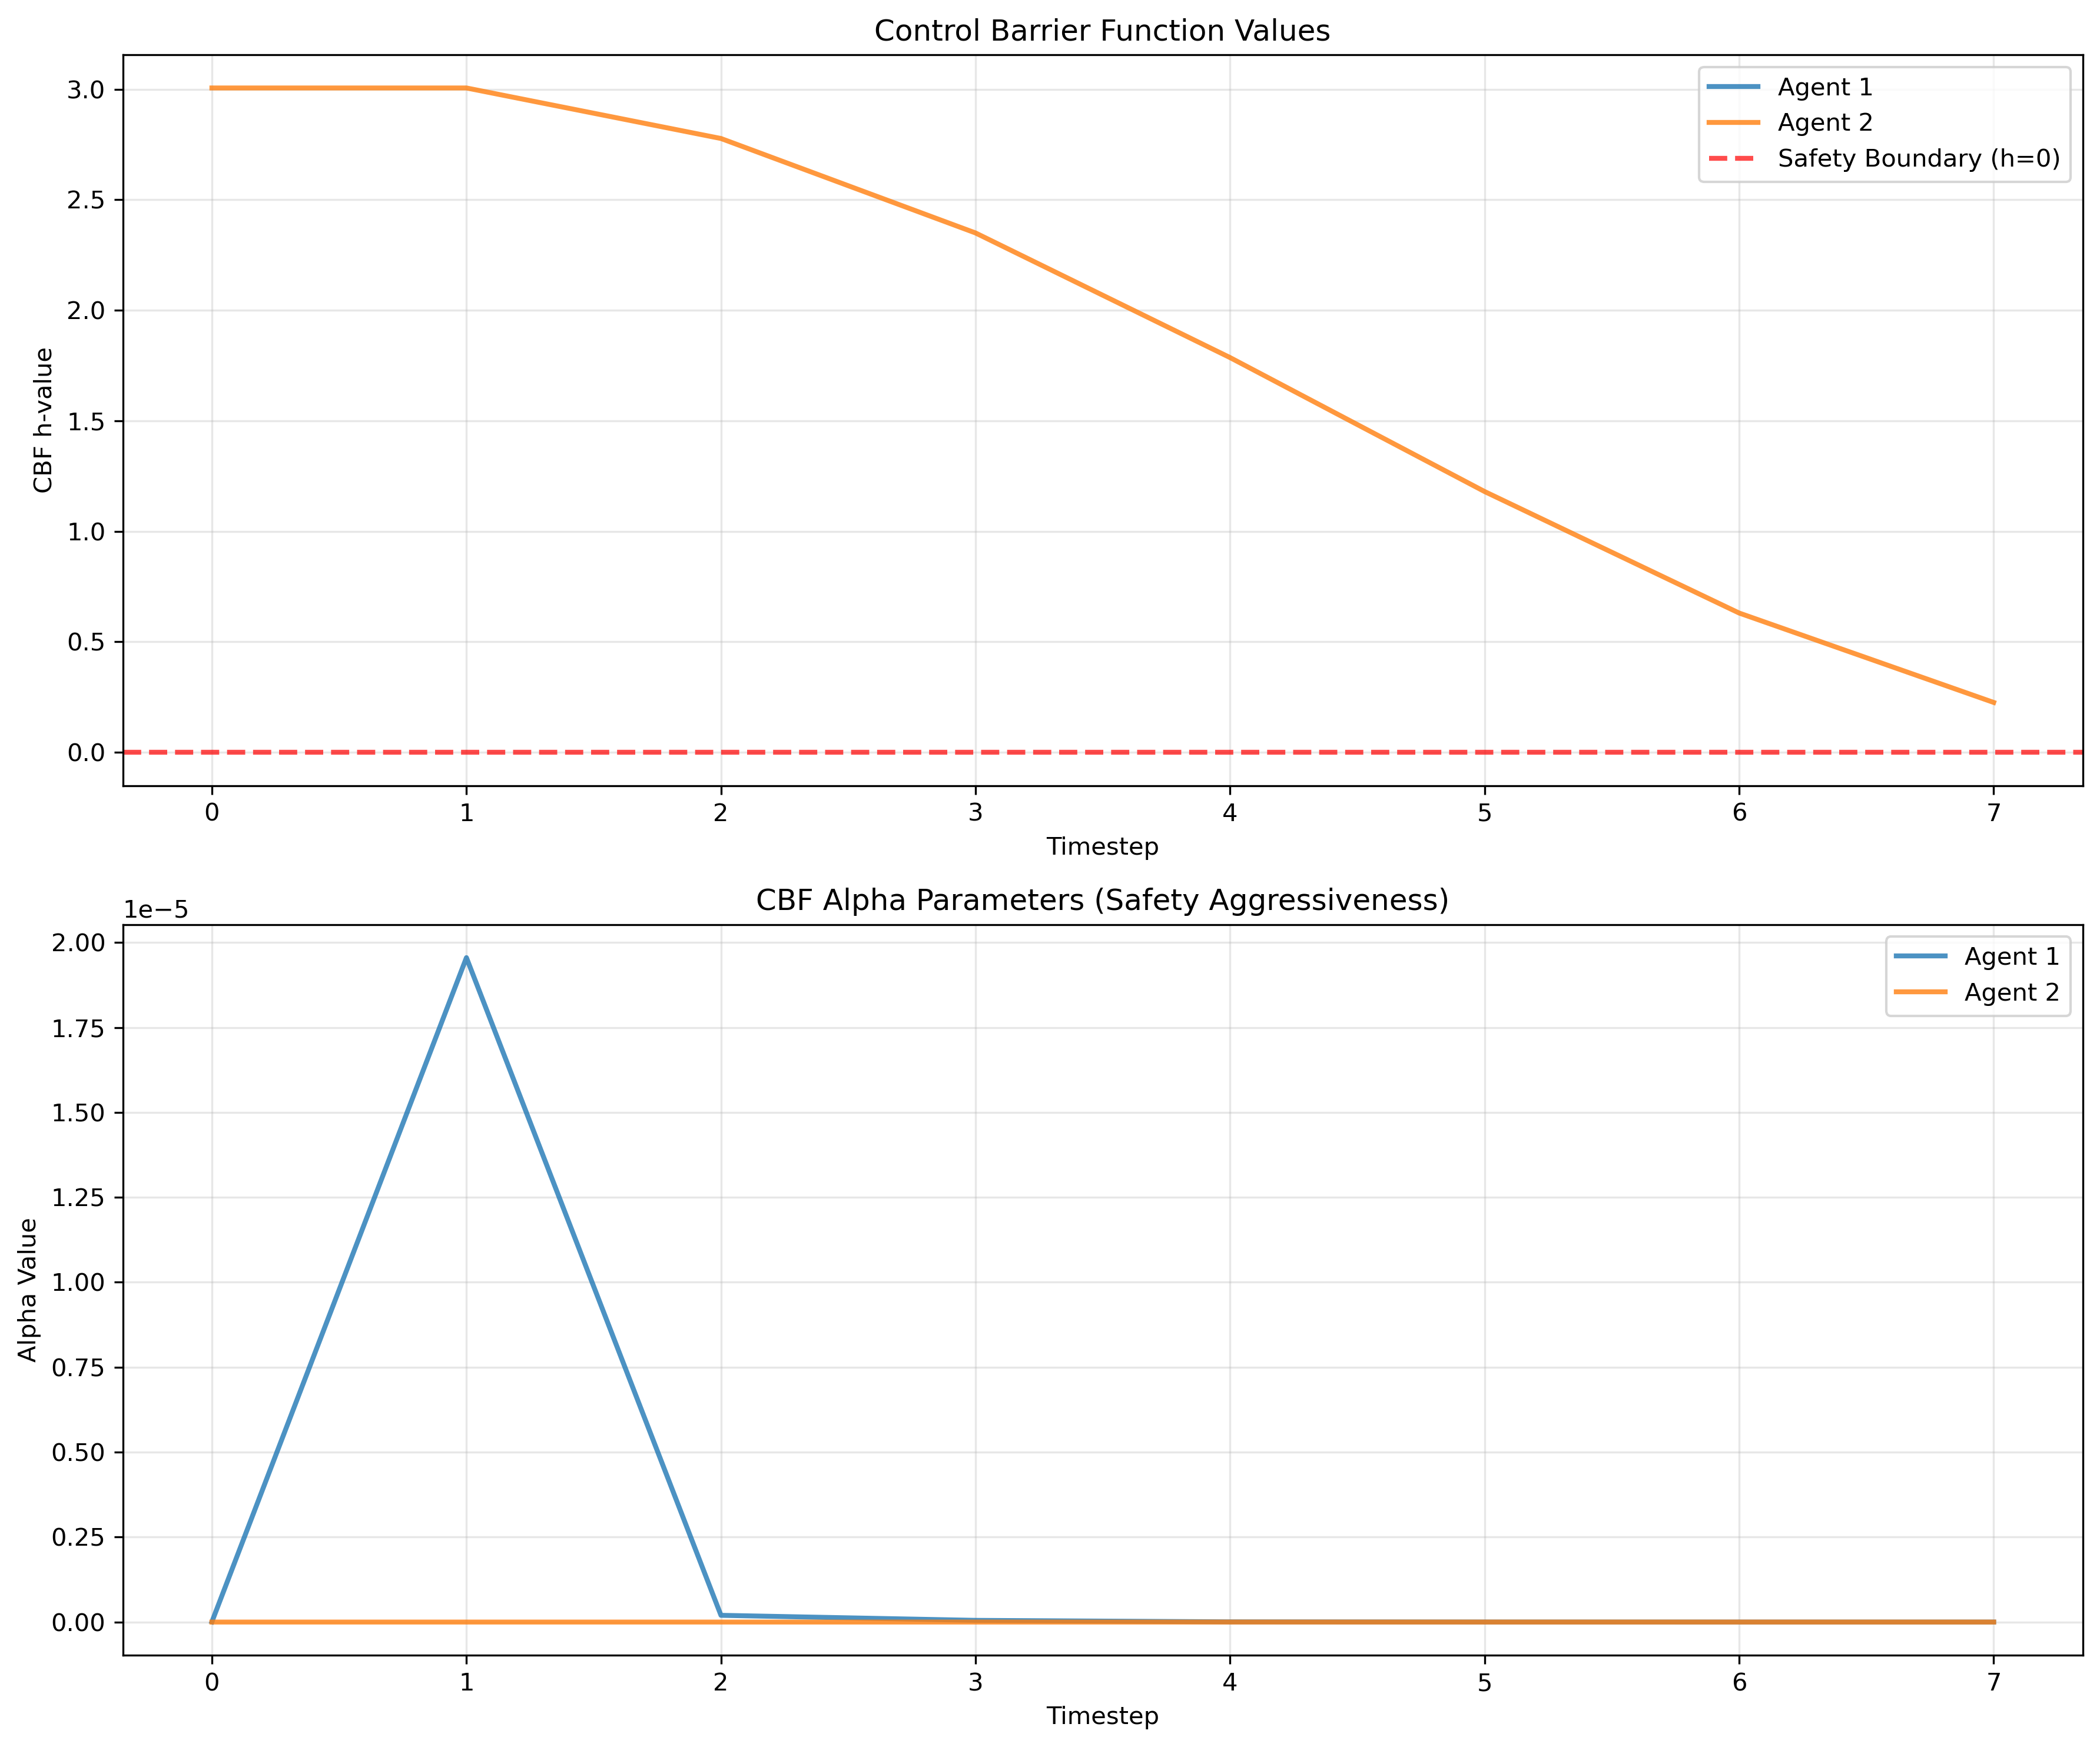 Control Barrier Function Values
3.0
2.5
2.0
1.5
1.0
0.5
0.0
CBF h-value
Agent 1
Agent 2
Safety Boundary (h=0)
0 1 2 3 4 5 6 7
Timestep
CBF Alpha Parameters (Safety Aggressiveness)
1e−5
2.00
1.75
1.50
1.25
1.00
0.75
0.50
0.25
0.00
Alpha Value
Agent 1
Agent 2
0 1 2 3 4 5 6 7
Timestep